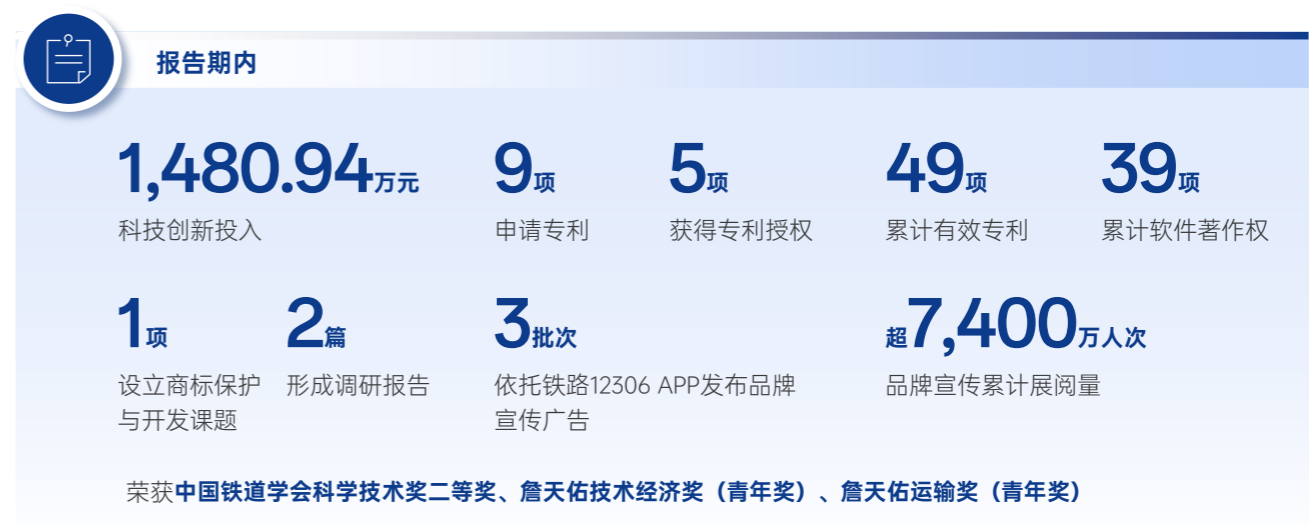 报告期内
1,480.94万元 9项 5项 49项 39项
科技创新投入 申请专利 获得专利授权 累计有效专利 累计软件著作权
1项 2篇 3批次 超7,400万人次
设立商标保护 形成调研报告 依托铁路12306 APP发布品牌 品牌宣传累计展阅量
与开发课题 宣传广告
荣获中国铁道学会科学技术奖二等奖、詹天佑技术经济奖（青年奖）、詹天佑运输奖（青年奖）